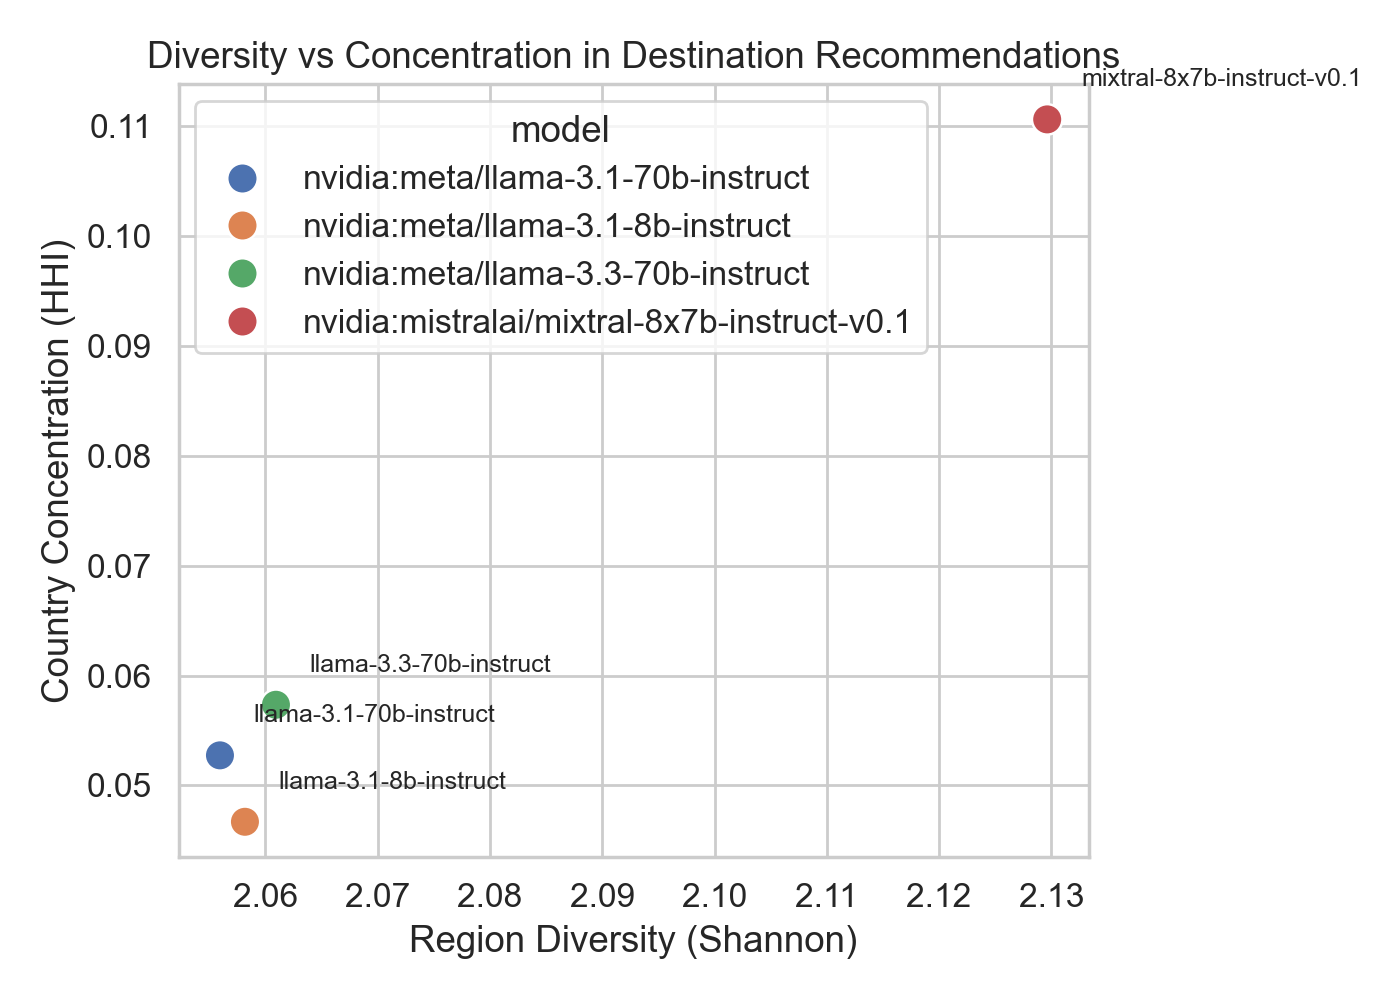 Diversity vs Concentration in Destination Recommendations
mixtral-8x7b-instruct-v0.1
model
nvidia:meta/llama-3.1-70b-instruct
nvidia:meta/llama-3.1-8b-instruct
nvidia:meta/llama-3.3-70b-instruct
nvidia:mistralai/mixtral-8x7b-instruct-v0.1
0.11
0.10
0.09
0.08
0.07
0.06
0.05
Country Concentration (HHI)
llama-3.3-70b-instruct
llama-3.1-70b-instruct
llama-3.1-8b-instruct
2.06 2.07 2.08 2.09 2.10 2.11 2.12 2.13
Region Diversity (Shannon)